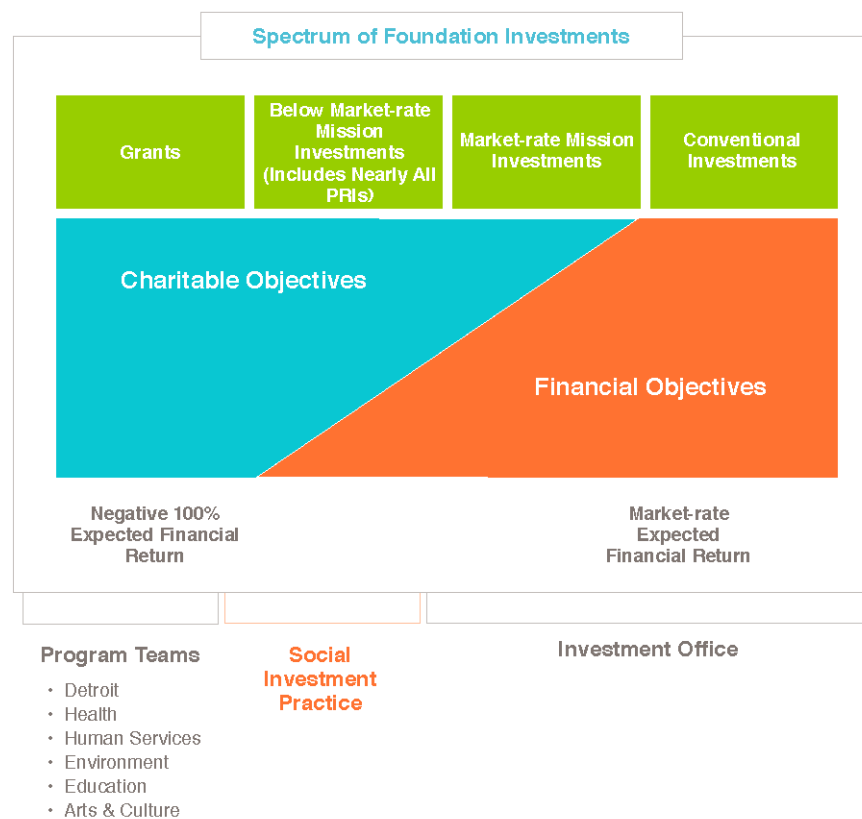 Spectrum of Foundation Investments
Grants
Below Market-rate
Mission
Investments
(Includes Nearly All
PRIs)
Market-rate Mission
Investments
Conventional
Investments
Charitable Objectives
Financial Objectives
Negative 100%
Expected Financial
Return
Market-rate
Expected
Financial Return
Program Teams
• Detroit
• Health
• Human Services
• Environment
• Education
• Arts & Culture
Social
Investment
Practice
Investment Office